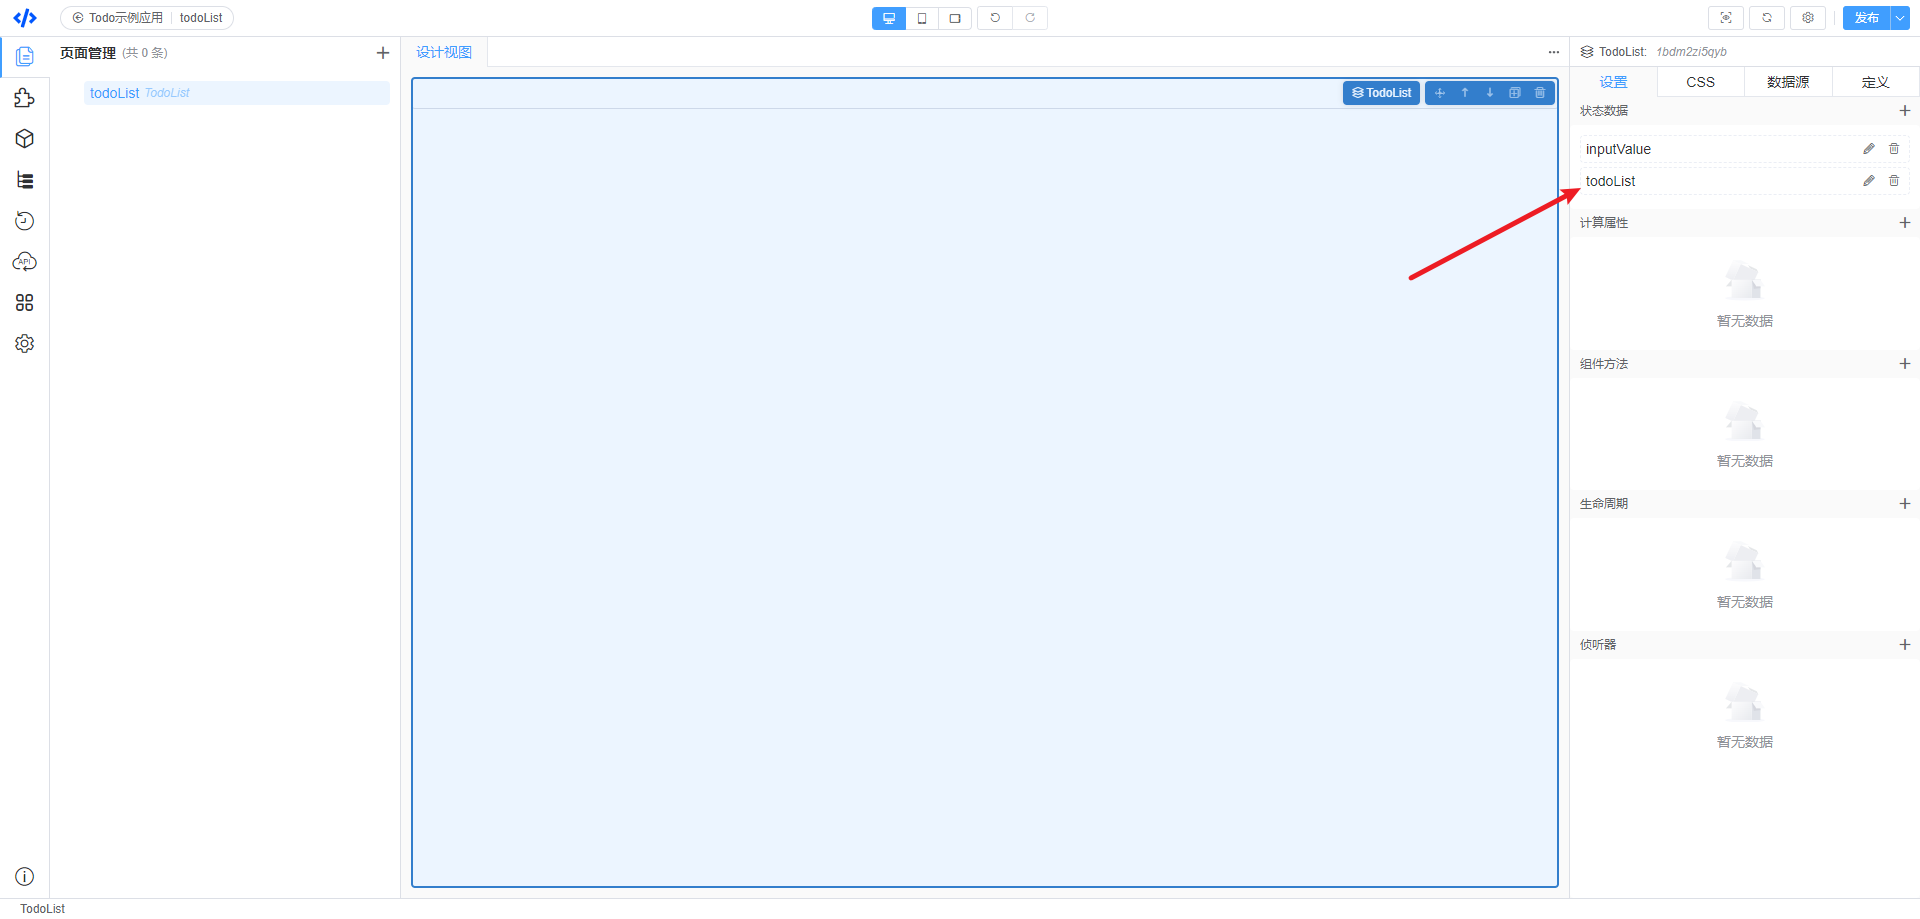 Todo示例应用 todoList
发布
页面管理 (共 0 条)
todoList TodoList
设计视图
TodoList
TodoList: 1bdm2zi5qyb
设置 CSS 数据源 定义
状态数据
inputValue
todoList
计算属性
暂无数据
组件方法
暂无数据
生命周期
暂无数据
侦听器
暂无数据
API
TodoList